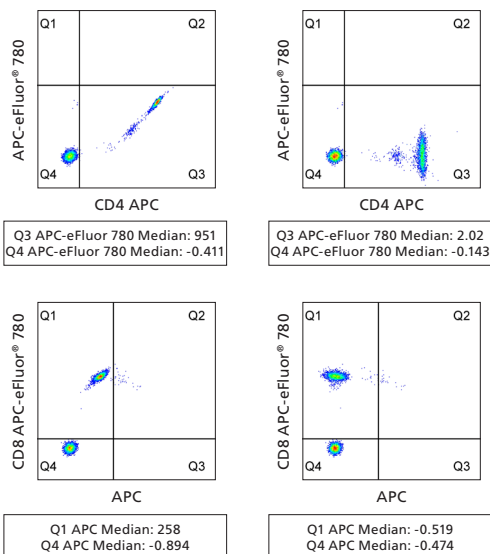 Q1
Q2
APC-eFluor® 780
Q4
Q3
CD4 APC
Q3 APC-eFluor 780 Median: 951
Q4 APC-eFluor 780 Median: -0.411
Q1
Q2
APC-eFluor® 780
Q4
Q3
CD4 APC
Q3 APC-eFluor 780 Median: 2.02
Q4 APC-eFluor 780 Median: -0.143
Q1
Q2
CD8 APC-eFluor® 780
Q4
Q3
APC
Q1 APC Median: 258
Q4 APC Median: -0.894
Q1
Q2
CD8 APC-eFluor® 780
Q4
Q3
APC
Q1 APC Median: -0.519
Q4 APC Median: -0.474